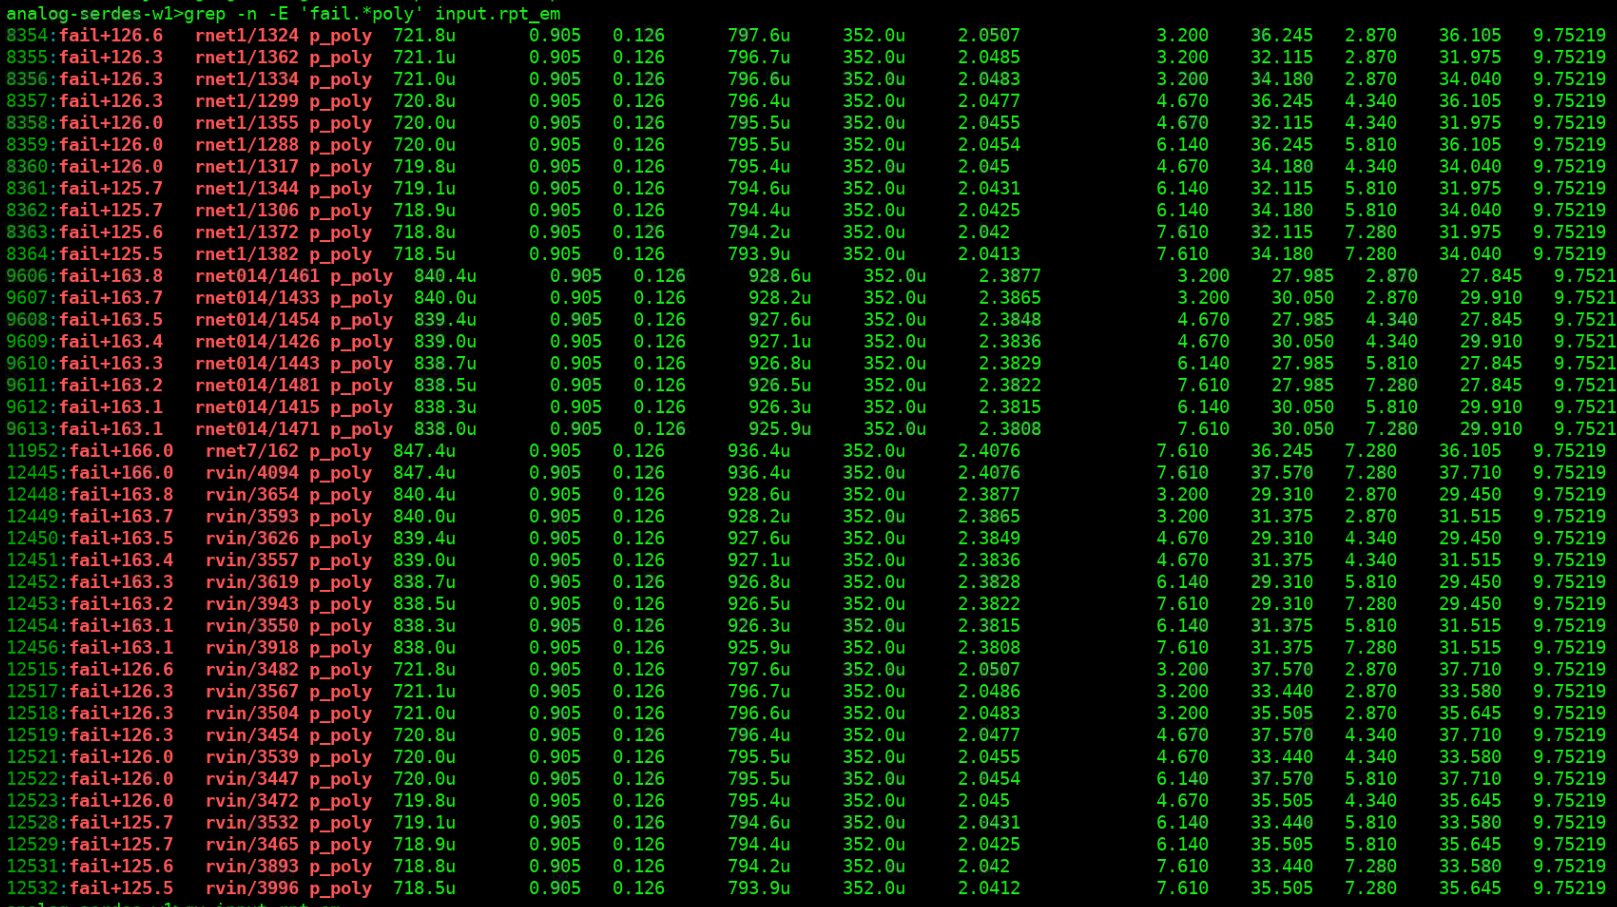 analog-serdes-w1>grep -n -E 'fail.*poly' input.rpt_em
8354:fail+126.6 rnet1/1324 p_poly 721.8u 0.905 0.126 797.6u 352.0u 2.0507 3.200 36.245 2.870 36.105 9.75219
8355:fail+126.3 rnet1/1362 p_poly 721.1u 0.905 0.126 796.7u 352.0u 2.0485 3.200 32.115 2.870 31.975 9.75219
8356:fail+126.3 rnet1/1334 p_poly 721.0u 0.905 0.126 796.6u 352.0u 2.0483 3.200 34.180 2.870 34.040 9.75219
8357:fail+126.3 rnet1/1299 p_poly 720.8u 0.905 0.126 796.4u 352.0u 2.0477 4.670 36.245 4.340 36.105 9.75219
8358:fail+126.0 rnet1/1355 p_poly 720.0u 0.905 0.126 795.5u 352.0u 2.0455 4.670 32.115 4.340 31.975 9.75219
8359:fail+126.0 rnet1/1288 p_poly 720.0u 0.905 0.126 795.5u 352.0u 2.0454 6.140 36.245 5.810 36.105 9.75219
8360:fail+126.0 rnet1/1317 p_poly 719.8u 0.905 0.126 795.4u 352.0u 2.045 4.670 34.180 4.340 34.040 9.75219
8361:fail+125.7 rnet1/1344 p_poly 719.1u 0.905 0.126 794.6u 352.0u 2.0431 6.140 32.115 5.810 31.975 9.75219
8362:fail+125.7 rnet1/1306 p_poly 718.9u 0.905 0.126 794.4u 352.0u 2.0425 6.140 34.180 5.810 34.040 9.75219
8363:fail+125.6 rnet1/1372 p_poly 718.8u 0.905 0.126 794.2u 352.0u 2.042 7.610 32.115 7.280 31.975 9.75219
8364:fail+125.5 rnet1/1382 p_poly 718.5u 0.905 0.126 793.9u 352.0u 2.0413 7.610 34.180 7.280 34.040 9.75219
9606:fail+163.8 rnet014/1461 p_poly 840.4u 0.905 0.126 928.6u 352.0u 2.3877 3.200 27.985 2.870 27.845 9.7521
9607:fail+163.7 rnet014/1433 p_poly 840.0u 0.905 0.126 928.2u 352.0u 2.3865 3.200 30.050 2.870 29.910 9.7521
9608:fail+163.5 rnet014/1454 p_poly 839.4u 0.905 0.126 927.6u 352.0u 2.3848 4.670 27.985 4.340 27.845 9.7521
9609:fail+163.4 rnet014/1426 p_poly 839.0u 0.905 0.126 927.1u 352.0u 2.3836 4.670 30.050 4.340 29.910 9.7521
9610:fail+163.3 rnet014/1443 p_poly 838.7u 0.905 0.126 926.8u 352.0u 2.3829 6.140 27.985 5.810 27.845 9.7521
9611:fail+163.2 rnet014/1481 p_poly 838.5u 0.905 0.126 926.5u 352.0u 2.3822 7.610 27.985 7.280 27.845 9.7521
9612:fail+163.1 rnet014/1415 p_poly 838.3u 0.905 0.126 926.3u 352.0u 2.3815 6.140 30.050 5.810 29.910 9.7521
9613:fail+163.1 rnet014/1471 p_poly 838.0u 0.905 0.126 925.9u 352.0u 2.3808 7.610 30.050 7.280 29.910 9.7521
11952:fail+166.0 rnet7/162 p_poly 847.4u 0.905 0.126 936.4u 352.0u 2.4076 7.610 36.245 7.280 36.105 9.75219
12445:fail+166.0 rvin/4094 p_poly 847.4u 0.905 0.126 936.4u 352.0u 2.4076 7.610 37.570 7.280 37.710 9.75219
12448:fail+163.8 rvin/3654 p_poly 840.4u 0.905 0.126 928.6u 352.0u 2.3877 3.200 29.310 2.870 29.450 9.75219
12449:fail+163.7 rvin/3593 p_poly 840.0u 0.905 0.126 928.2u 352.0u 2.3865 3.200 31.375 2.870 31.515 9.75219
12450:fail+163.5 rvin/3626 p_poly 839.4u 0.905 0.126 927.6u 352.0u 2.3849 4.670 29.310 4.340 29.450 9.75219
12451:fail+163.4 rvin/3557 p_poly 839.0u 0.905 0.126 927.1u 352.0u 2.3836 4.670 31.375 4.340 31.515 9.75219
12452:fail+163.3 rvin/3619 p_poly 838.7u 0.905 0.126 926.8u 352.0u 2.3828 6.140 29.310 5.810 29.450 9.75219
12453:fail+163.2 rvin/3943 p_poly 838.5u 0.905 0.126 926.5u 352.0u 2.3822 7.610 29.310 7.280 29.450 9.75219
12454:fail+163.1 rvin/3550 p_poly 838.3u 0.905 0.126 926.3u 352.0u 2.3815 6.140 31.375 5.810 31.515 9.75219
12456:fail+163.1 rvin/3918 p_poly 838.0u 0.905 0.126 925.9u 352.0u 2.3808 7.610 31.375 7.280 31.515 9.75219
12515:fail+126.6 rvin/3482 p_poly 721.8u 0.905 0.126 797.6u 352.0u 2.0507 3.200 37.570 2.870 37.710 9.75219
12517:fail+126.3 rvin/3567 p_poly 721.1u 0.905 0.126 796.7u 352.0u 2.0486 3.200 33.440 2.870 33.580 9.75219
12518:fail+126.3 rvin/3504 p_poly 721.0u 0.905 0.126 796.6u 352.0u 2.0483 3.200 35.505 2.870 35.645 9.75219
12519:fail+126.3 rvin/3454 p_poly 720.8u 0.905 0.126 796.4u 352.0u 2.0477 4.670 37.570 4.340 37.710 9.75219
12521:fail+126.0 rvin/3539 p_poly 720.0u 0.905 0.126 795.5u 352.0u 2.0455 4.670 33.440 4.340 33.580 9.75219
12522:fail+126.0 rvin/3447 p_poly 720.0u 0.905 0.126 795.5u 352.0u 2.0454 6.140 37.570 5.810 37.710 9.75219
12523:fail+126.0 rvin/3472 p_poly 719.8u 0.905 0.126 795.4u 352.0u 2.045 4.670 35.505 4.340 35.645 9.75219
12528:fail+125.7 rvin/3532 p_poly 719.1u 0.905 0.126 794.6u 352.0u 2.0431 6.140 33.440 5.810 33.580 9.75219
12529:fail+125.7 rvin/3465 p_poly 718.9u 0.905 0.126 794.4u 352.0u 2.0425 6.140 35.505 5.810 35.645 9.75219
12531:fail+125.6 rvin/3893 p_poly 718.8u 0.905 0.126 794.2u 352.0u 2.042 7.610 33.440 7.280 33.580 9.75219
12532:fail+125.5 rvin/3996 p_poly 718.5u 0.905 0.126 793.9u 352.0u 2.0412 7.610 35.505 7.280 35.645 9.75219